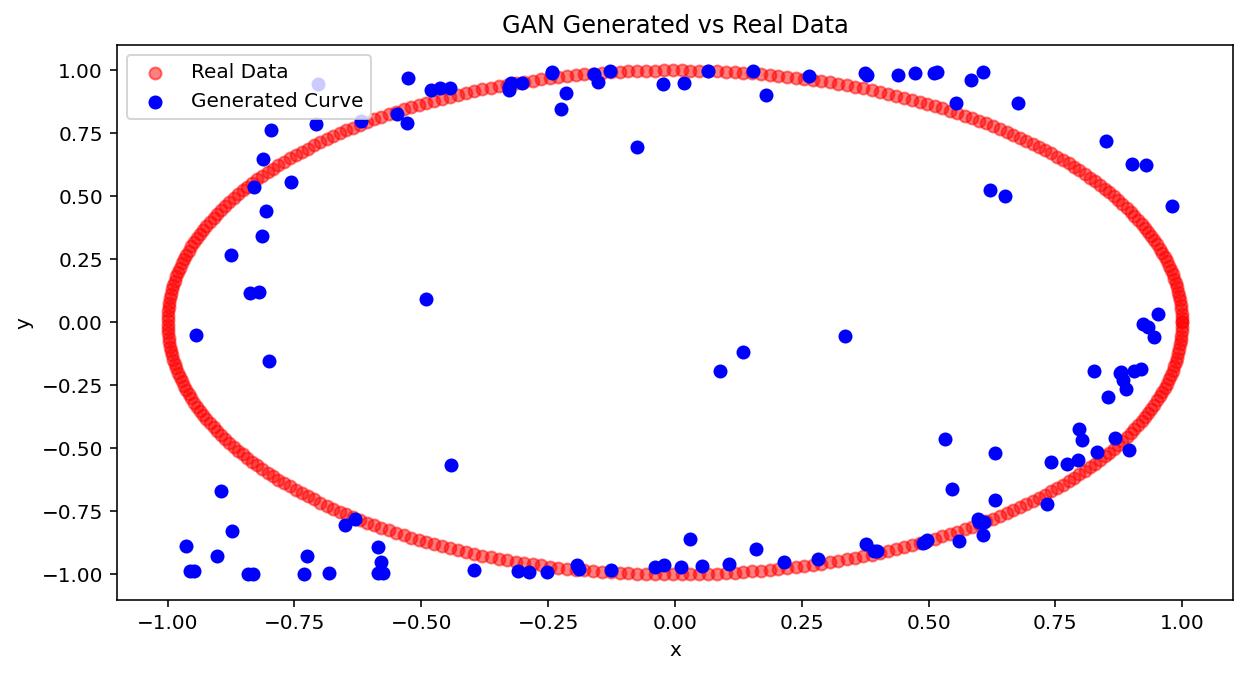 GAN Generated vs Real Data
Real Data
Generated Curve
1.00
0.75
0.50
0.25
0.00
−0.25
−0.50
−0.75
−1.00
y
−1.00 −0.75 −0.50 −0.25 0.00 0.25 0.50 0.75 1.00
x